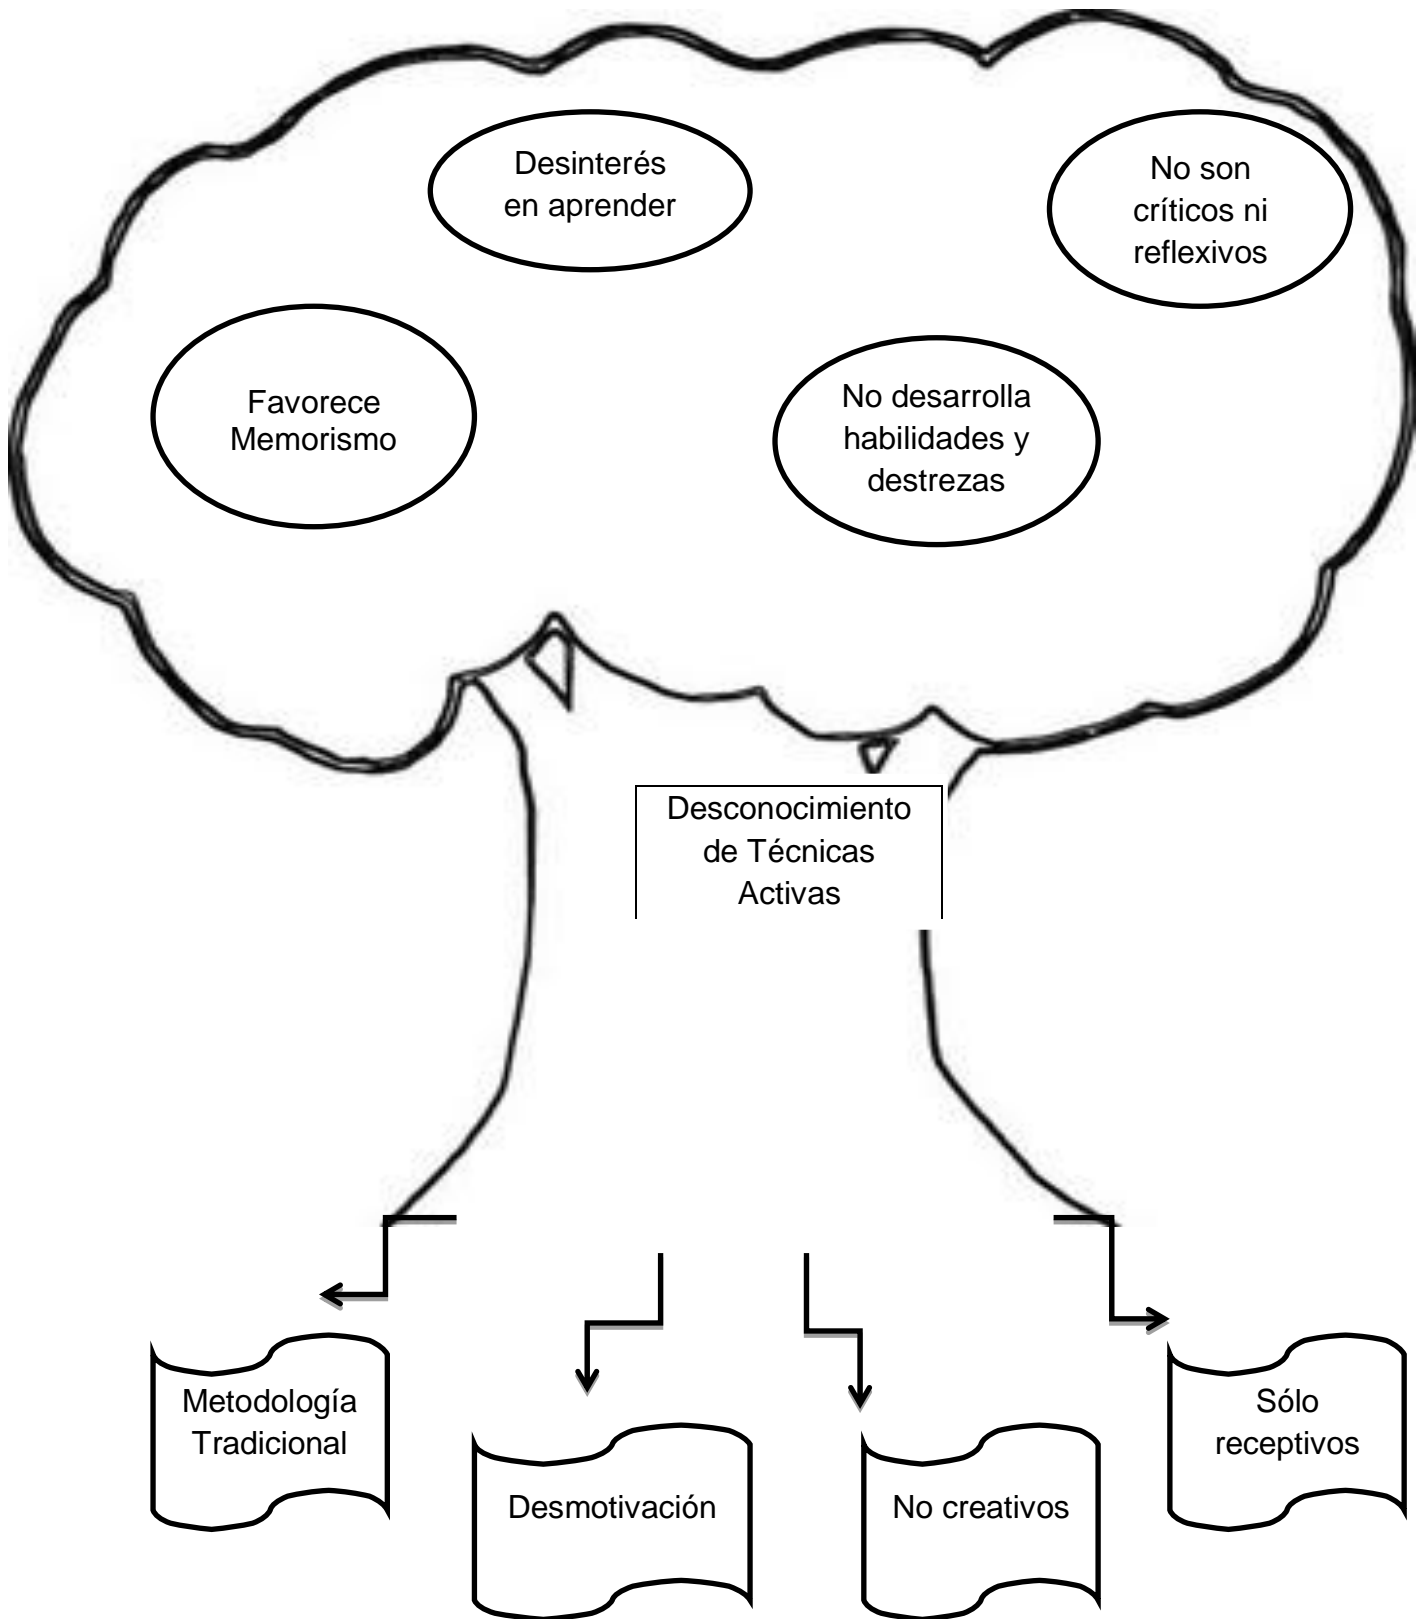 Desinterés
en aprender
No son
críticos ni
reflexivos
Favorece
Memorismo
No desarrolla
habilidades y
destrezas
Desconocimiento
de Técnicas
Activas
Metodología
Tradicional
Desmotivación
No creativos
Sólo
receptivos